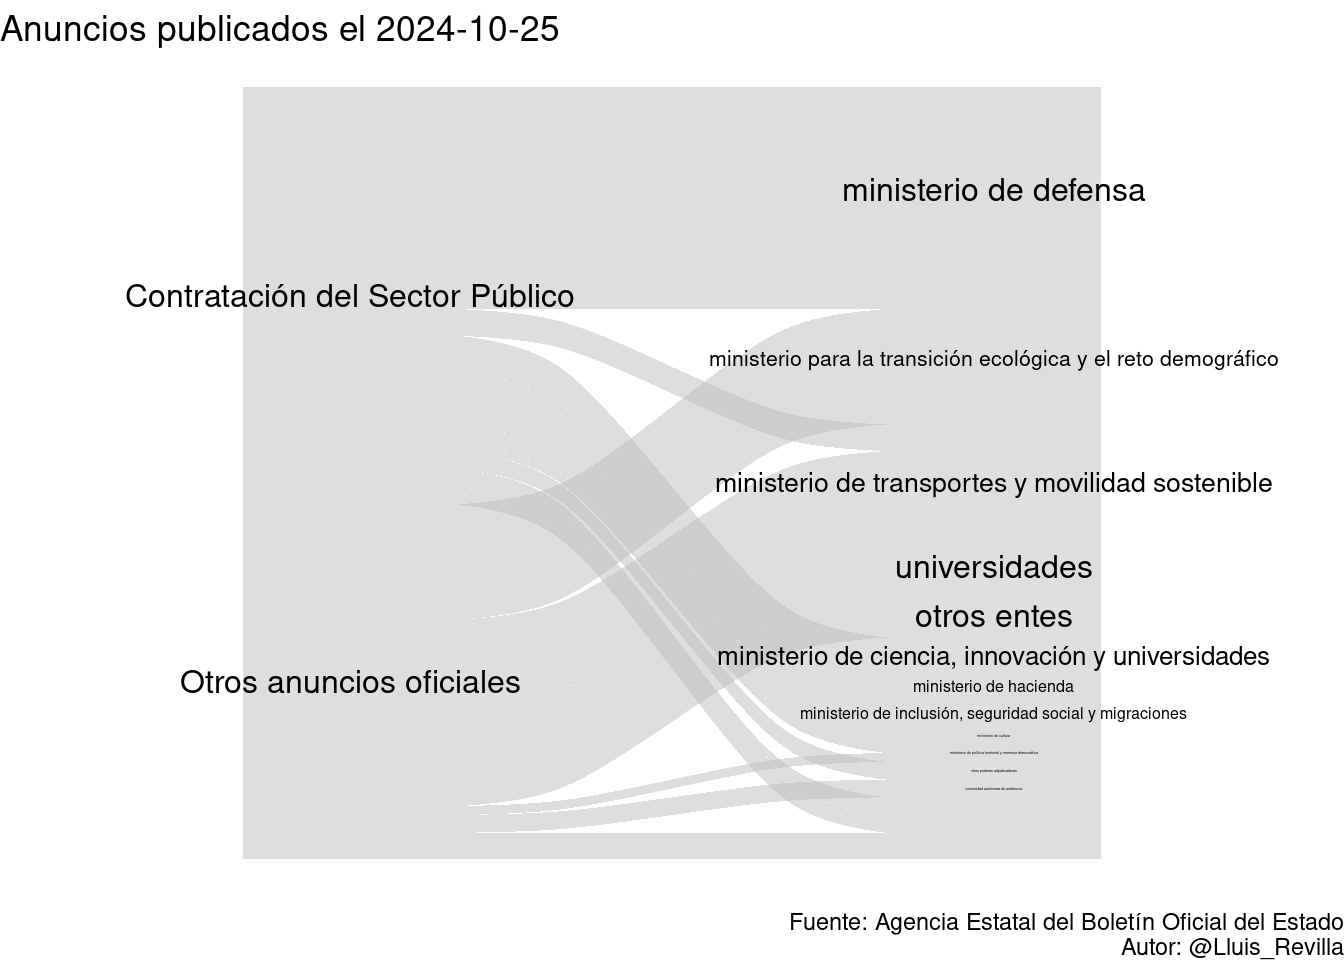 Anuncios publicados el 2024-10-25
ministerio de defensa
Contratación del Sector Público
ministerio para la transición ecológica y el reto demográfico
ministerio de transportes y movilidad sostenible
universidades
otros entes
ministerio de ciencia, innovación y universidades
Otros anuncios oficiales
ministerio de hacienda
ministerio de inclusión, seguridad social y migraciones
ministerio de cultura
ministerio de política territorial y memoria democrática
otros poderes adjudicadores
comunidad autónoma de andalucía
Fuente: Agencia Estatal del Boletín Oficial del Estado
Autor: @Lluis_Revilla